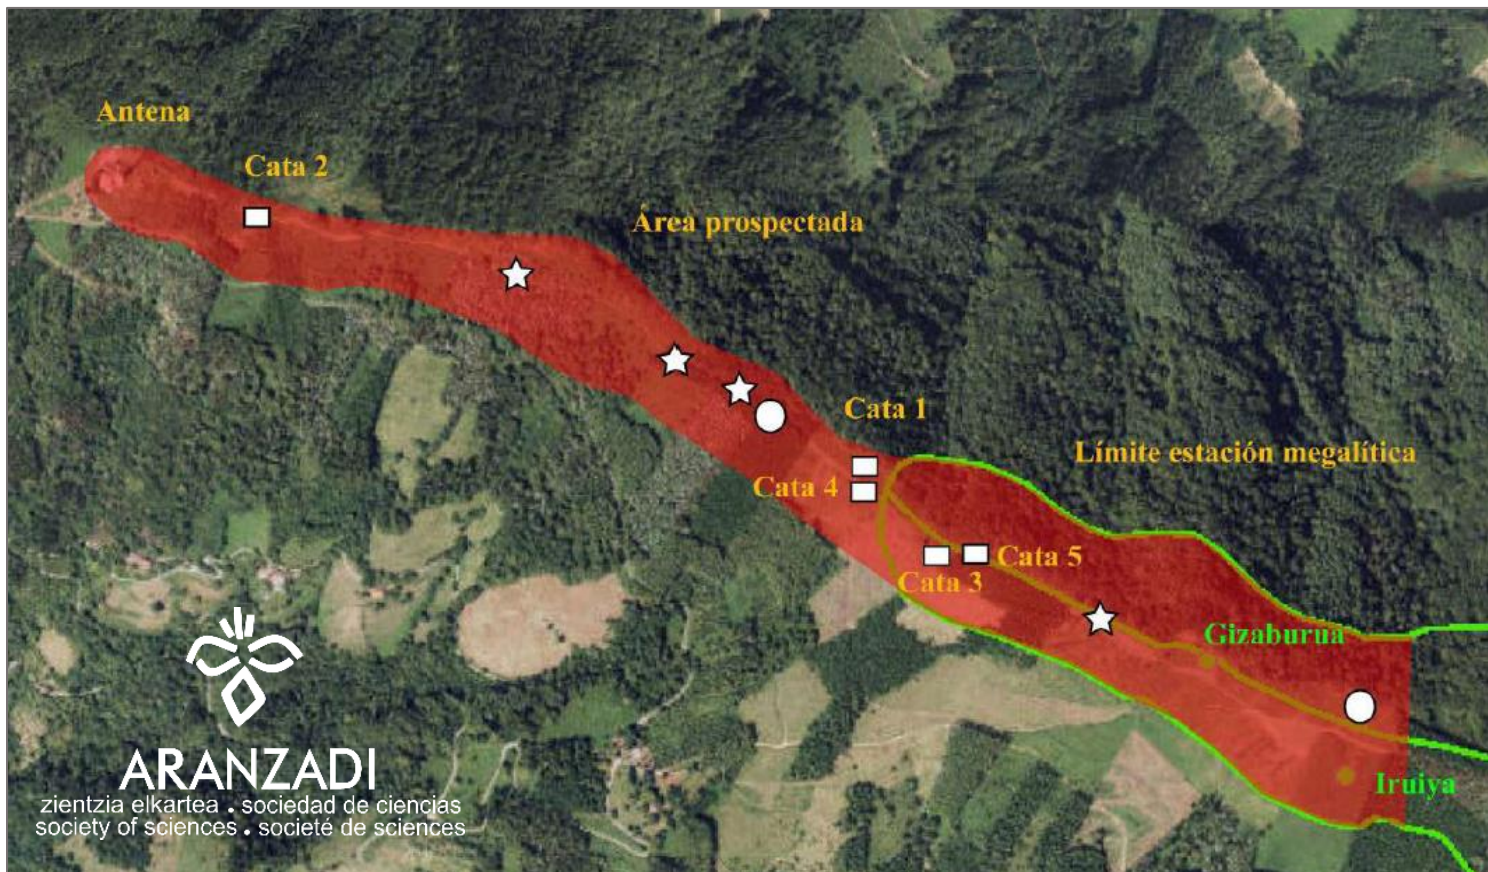 Antena
Cata 2
Área prospectada
Cata 1
Límite estación megalítica
Cata 4
Cata 5
Cata 3
Gizaburua
Iruiya
ARANZADI
zientzia elkartea . sociedad de ciencias
society of sciences . societé de sciences